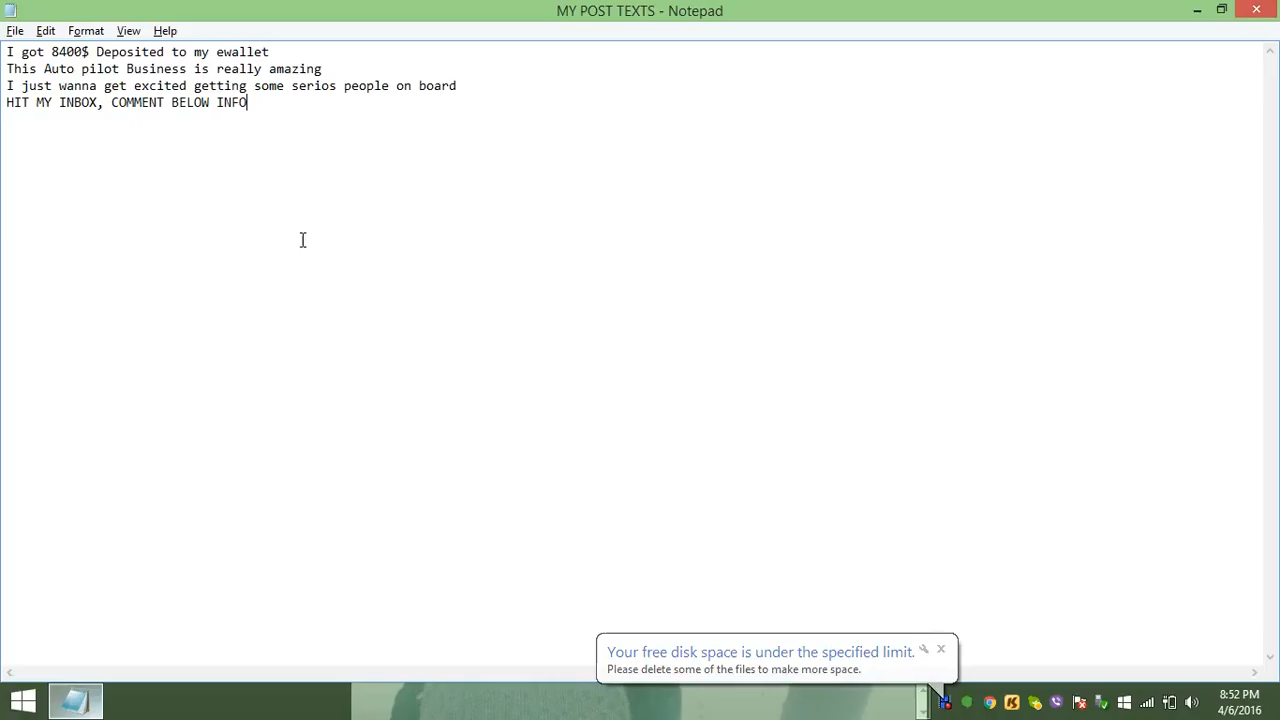 MY POST TEXTS - Notepad
File Edit Format View Help
I got 8400$ Deposited to my ewallet
This Auto pilot Business is really amazing
I just wanna get excited getting some serios people on board
HIT MY INBOX, COMMENT BELOW INFO
Your free disk space is under the specified limit.
Please delete some of the files to make more space.
8:52 PM
4/6/2016